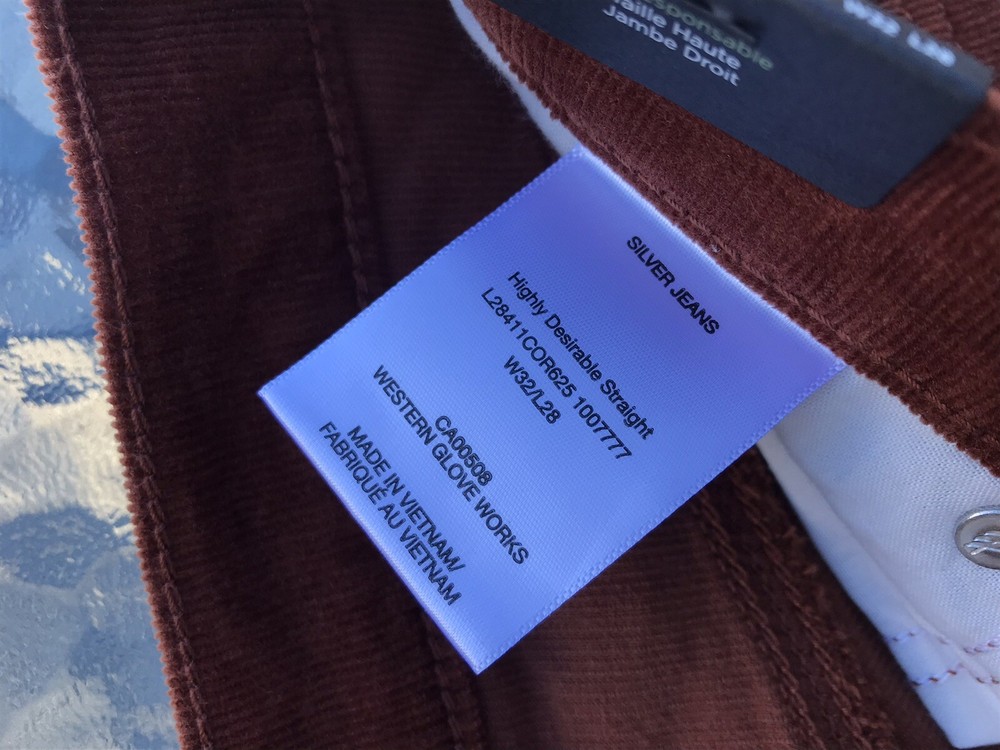 Taille Haute
Jambe Droit
W32
SILVER JEANS
Highly Desirable Straight
L28411COR625 1007777
W32/L28
CA00508
WESTERN GLOVE WORKS
MADE IN VIETNAM/
FABRIQUÉ AU VIETNAM